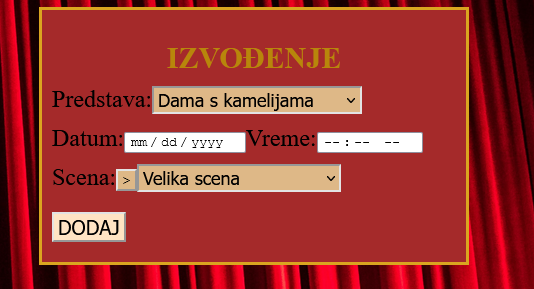 IZVOĐENJE
Predstava: Dama s kamelijama
Datum: mm / dd / yyyy Vreme: -- : -- --
Scena: > Velika scena
DODAJ